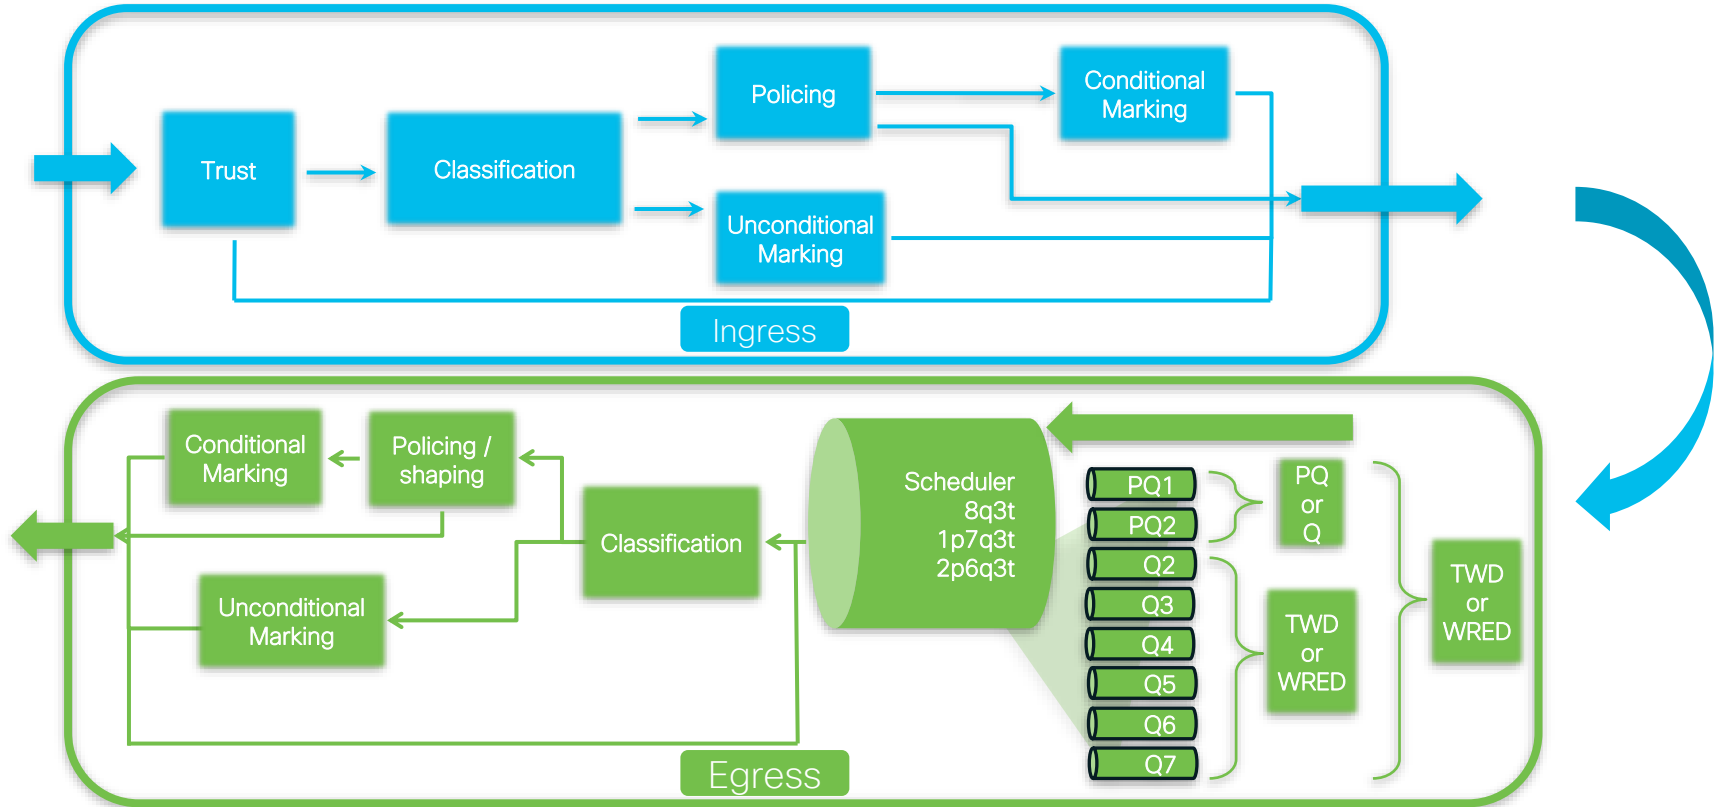 Trust
Classification
Policing
Conditional
Marking
Unconditional
Marking
Ingress
Conditional
Marking
Policing /
shaping
Unconditional
Marking
Classification
Scheduler
8q3t
1p7q3t
2p6q3t
PQ1
PQ2
Q2
Q3
Q4
Q5
Q6
Q7
PQ
or
Q
TWD
or
WRED
TWD
or
WRED
Egress